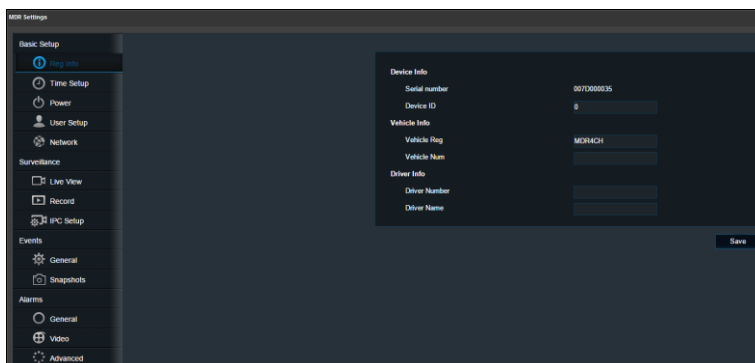 MDR Settings
Basic Setup
Reg Info
Time Setup
Power
User Setup
Network
Surveillance
Live View
Record
IPC Setup
Events
General
Snapshots
Alarms
General
Video
Advanced
Device Info
Serial number 007D000035
Device ID 0
Vehicle Info
Vehicle Reg MDR4CH
Vehicle Num
Driver Info
Driver Number
Driver Name
Save